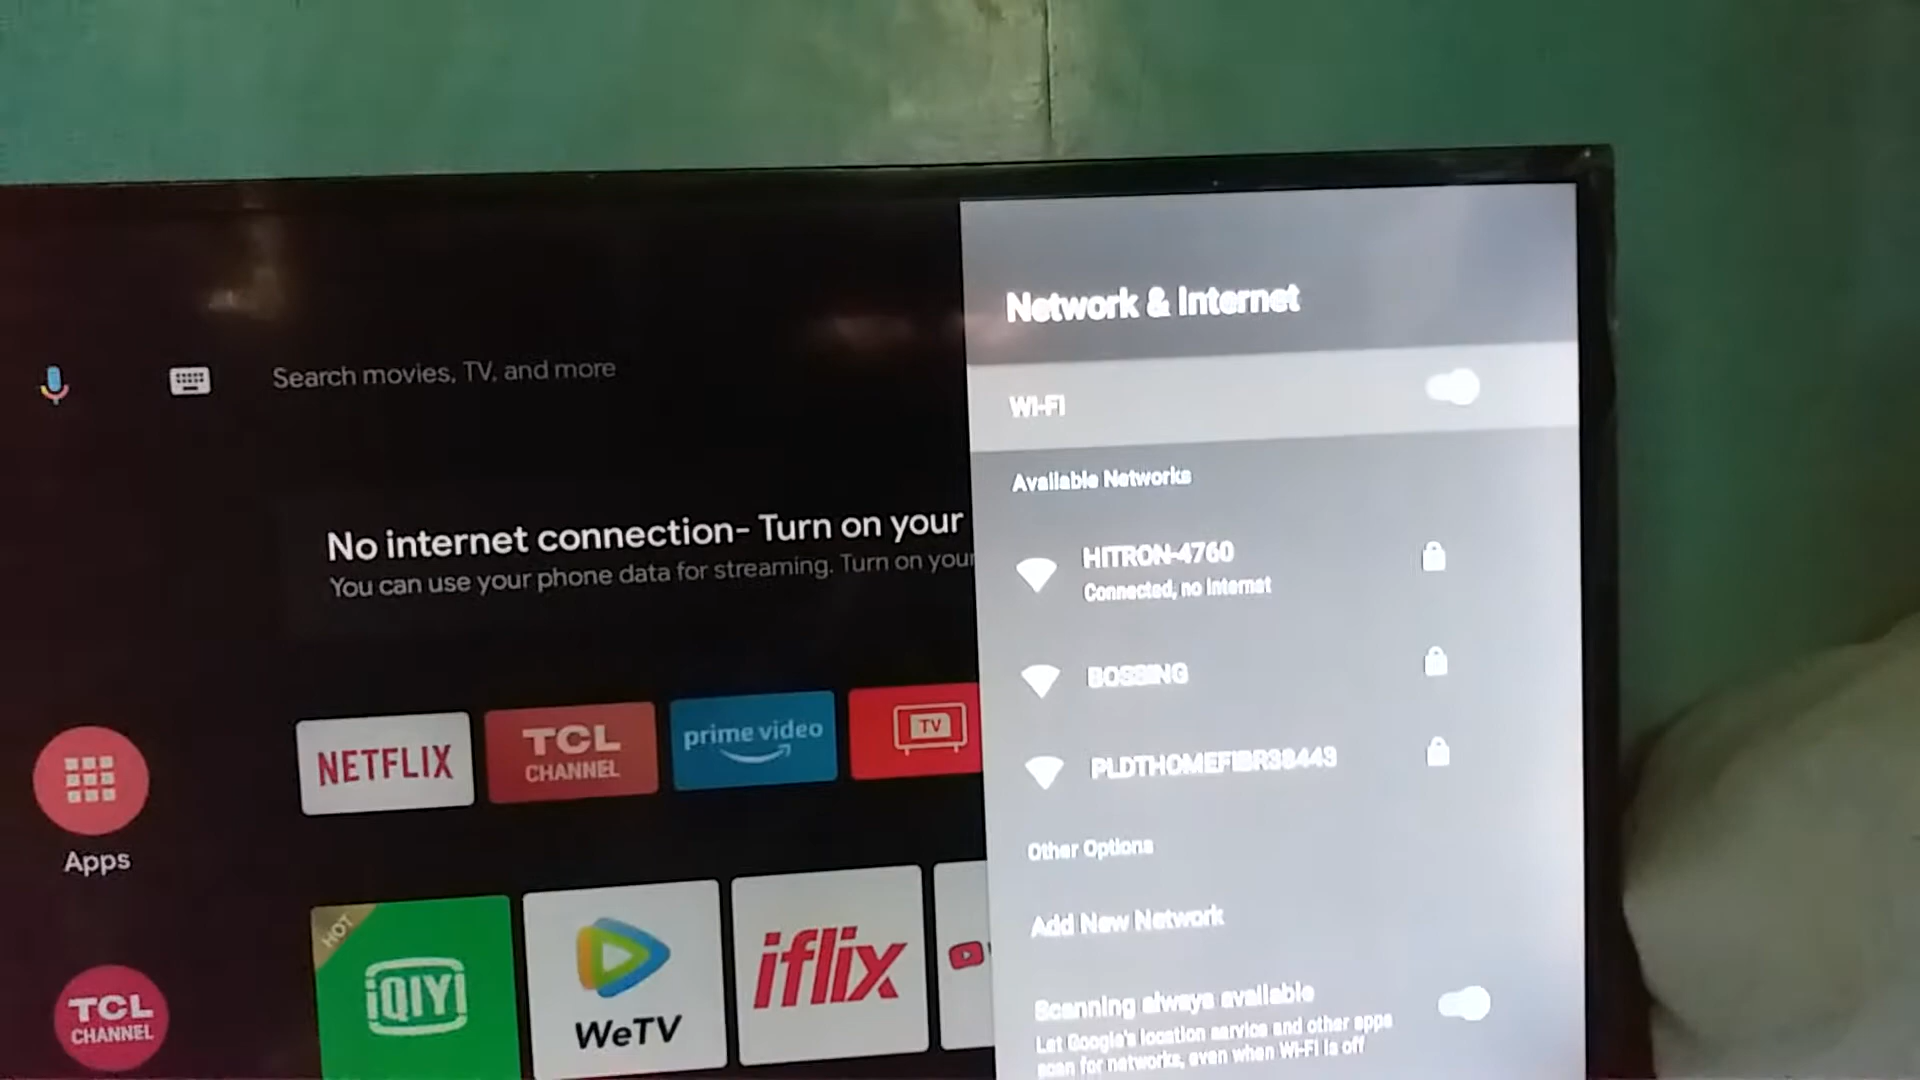 Search movies, TV, and more
No internet connection- Turn on your
You can use your phone data for streaming. Turn on your
NETFLIX
TCL
CHANNEL
prime video
TV
Apps
HOT
iQIYI
WeTV
iflix
TCL
CHANNEL
Network & Internet
Wi-Fi
Available Networks
HITRON-4760
Connected, no internet
BOSSING
PLDTHOMEFIBR38443
Other Options
Add New Network
Scanning always available
Let Google's location service and other apps
scan for networks, even when Wi-Fi is off